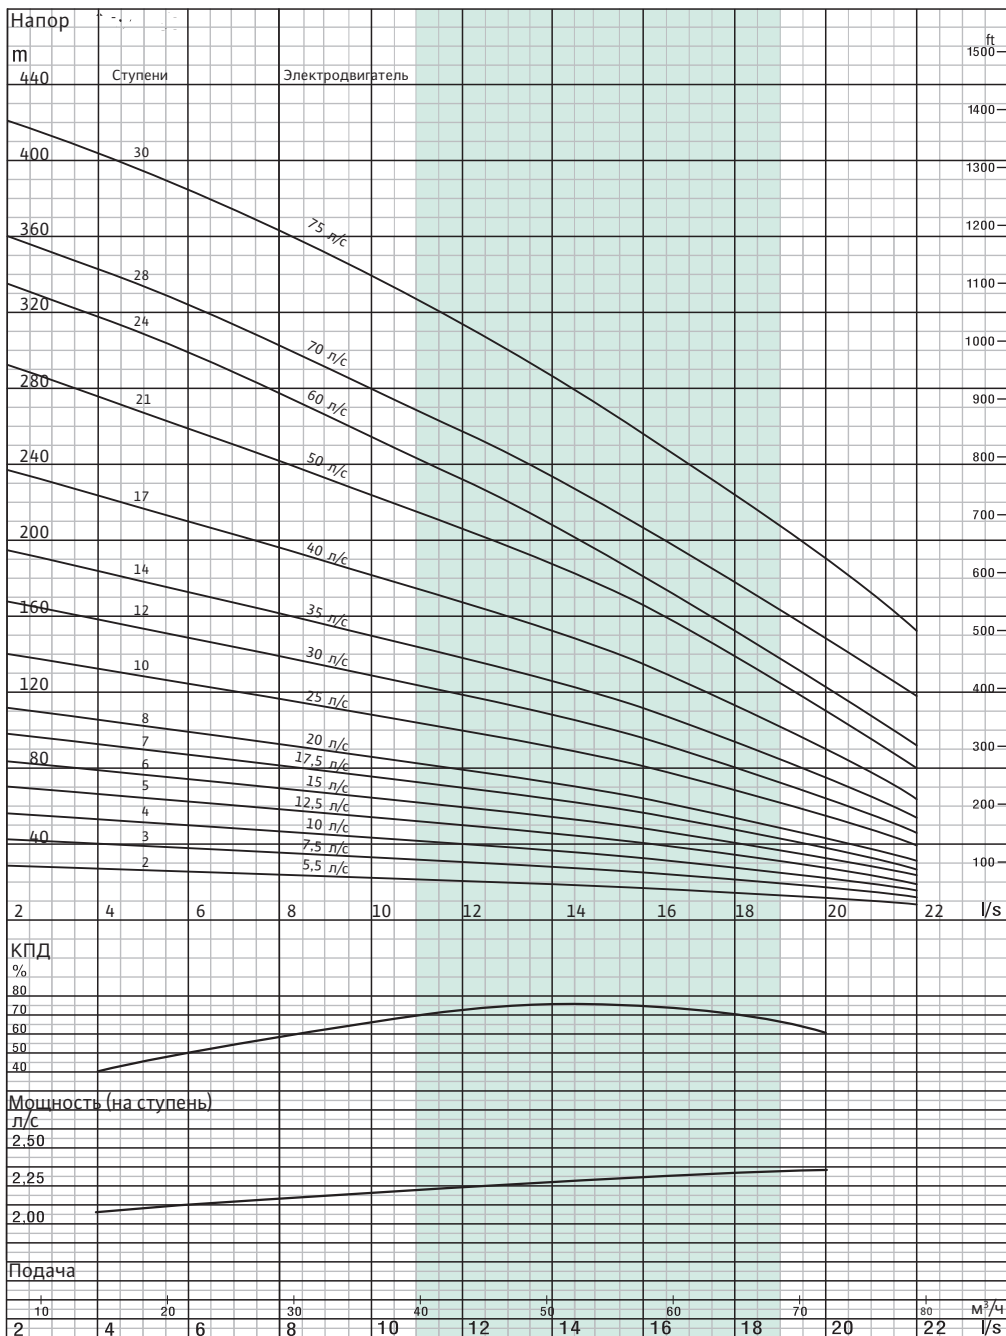 Напор
m
ft
1500
440
Ступени
Электродвигатель
1400
400
30
1300
360
75 л/с
1200
28
1100
320
24
70 л/с
1000
280
21
60 л/с
900
240
50 л/с
800
17
700
200
40 л/с
14
600
160
12
35 л/с
500
30 л/с
120
10
25 л/с
400
8
20 л/с
300
80
7
17,5 л/с
6
15 л/с
5
12,5 л/с
200
40
4
10 л/с
3
7,5 л/с
2
5,5 л/с
100
2 4 6 8 10 12 14 16 18 20 22 l/s
КПД
%
80
70
60
50
40
Мощность (на ступень)
л/с
2,50
2,25
2,00
Подача
10 20 30 40 50 60 70 80 м³/ч
2 4 6 8 10 12 14 16 18 20 22 l/s